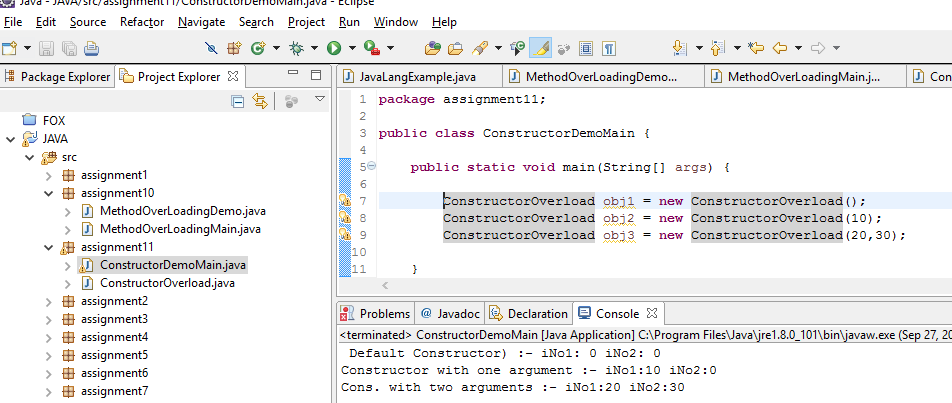 Java - JAVA/src/assignment11/ConstructorDemoMain.java - Eclipse
File Edit Source Refactor Navigate Search Project Run Window Help
Package Explorer
Project Explorer
FOX
JAVA
src
assignment1
assignment10
MethodOverLoadingDemo.java
MethodOverLoadingMain.java
assignment11
ConstructorDemoMain.java
ConstructorOverload.java
assignment2
assignment3
assignment4
assignment5
assignment6
assignment7
JavaLangExample.java
MethodOverLoadingDemo...
MethodOverLoadingMain.j...
Con
1 package assignment11;
2
3 public class ConstructorDemoMain {
4
5 public static void main(String[] args) {
6
7 ConstructorOverload obj1 = new ConstructorOverload();
8 ConstructorOverload obj2 = new ConstructorOverload(10);
9 ConstructorOverload obj3 = new ConstructorOverload(20,30);
10
11 }
Problems @ Javadoc Declaration Console
<terminated> ConstructorDemoMain [Java Application] C:\Program Files\Java\jre1.8.0_101\bin\javaw.exe (Sep 27, 20
Default Constructor) :- iNo1: 0 iNo2: 0
Constructor with one argument :- iNo1:10 iNo2:0
Cons. with two arguments :- iNo1:20 iNo2:30